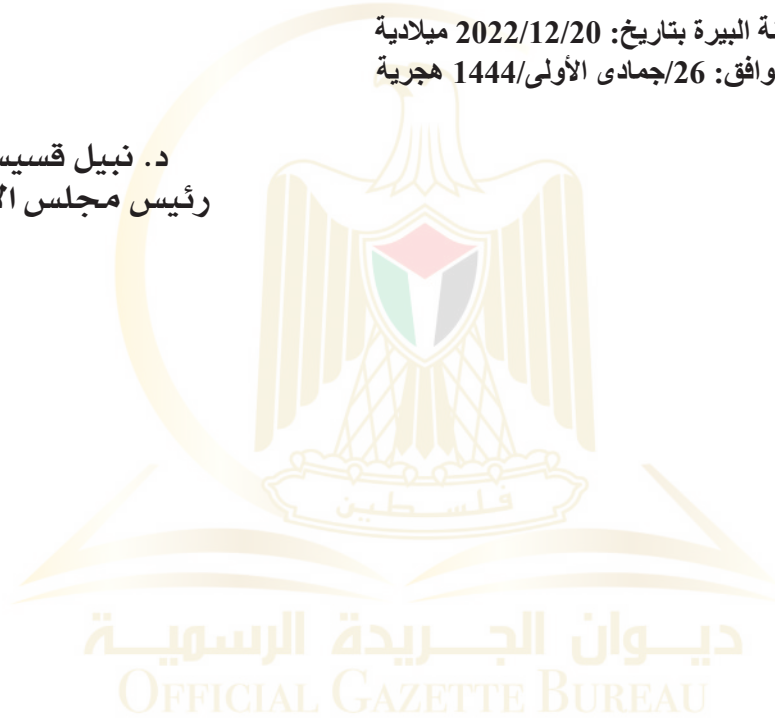 البيرة بتاريخ: 2022/12/20 ميلادية
26/جمادى الأولى/1444 هجرية
د. نبيل
رئيس مجلس
فلسطين
ديوان الجريدة الرسمية
OFFICIAL GAZETTE BUREAU